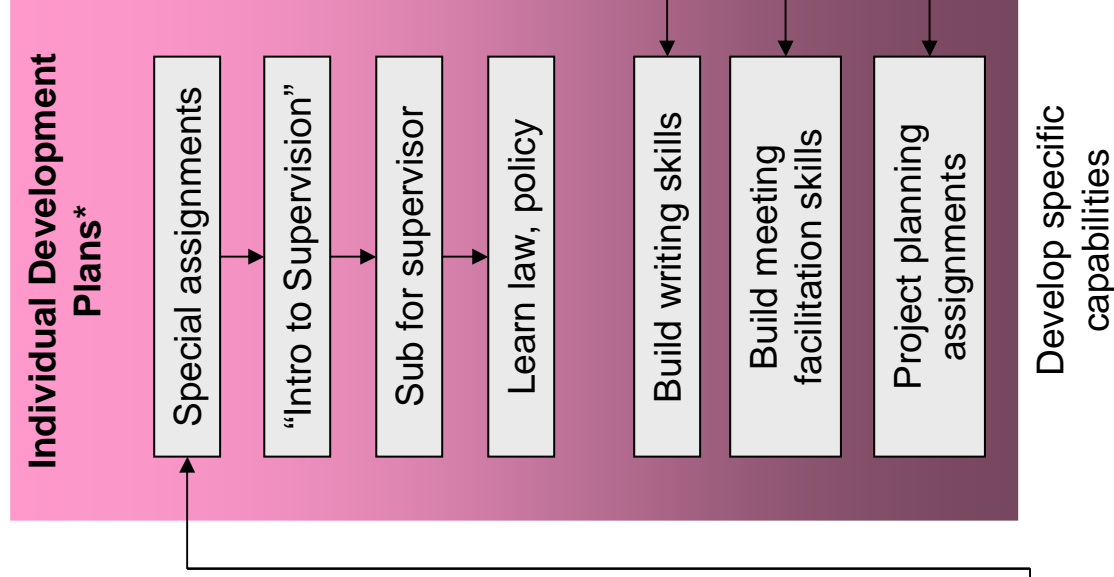 Individual Development
Plans*
Special assignments
“Intro to Supervision”
Sub for supervisor
Learn law, policy
Build writing skills
Build meeting
facilitation skills
Project planning
assignments
Develop specific
capabilities